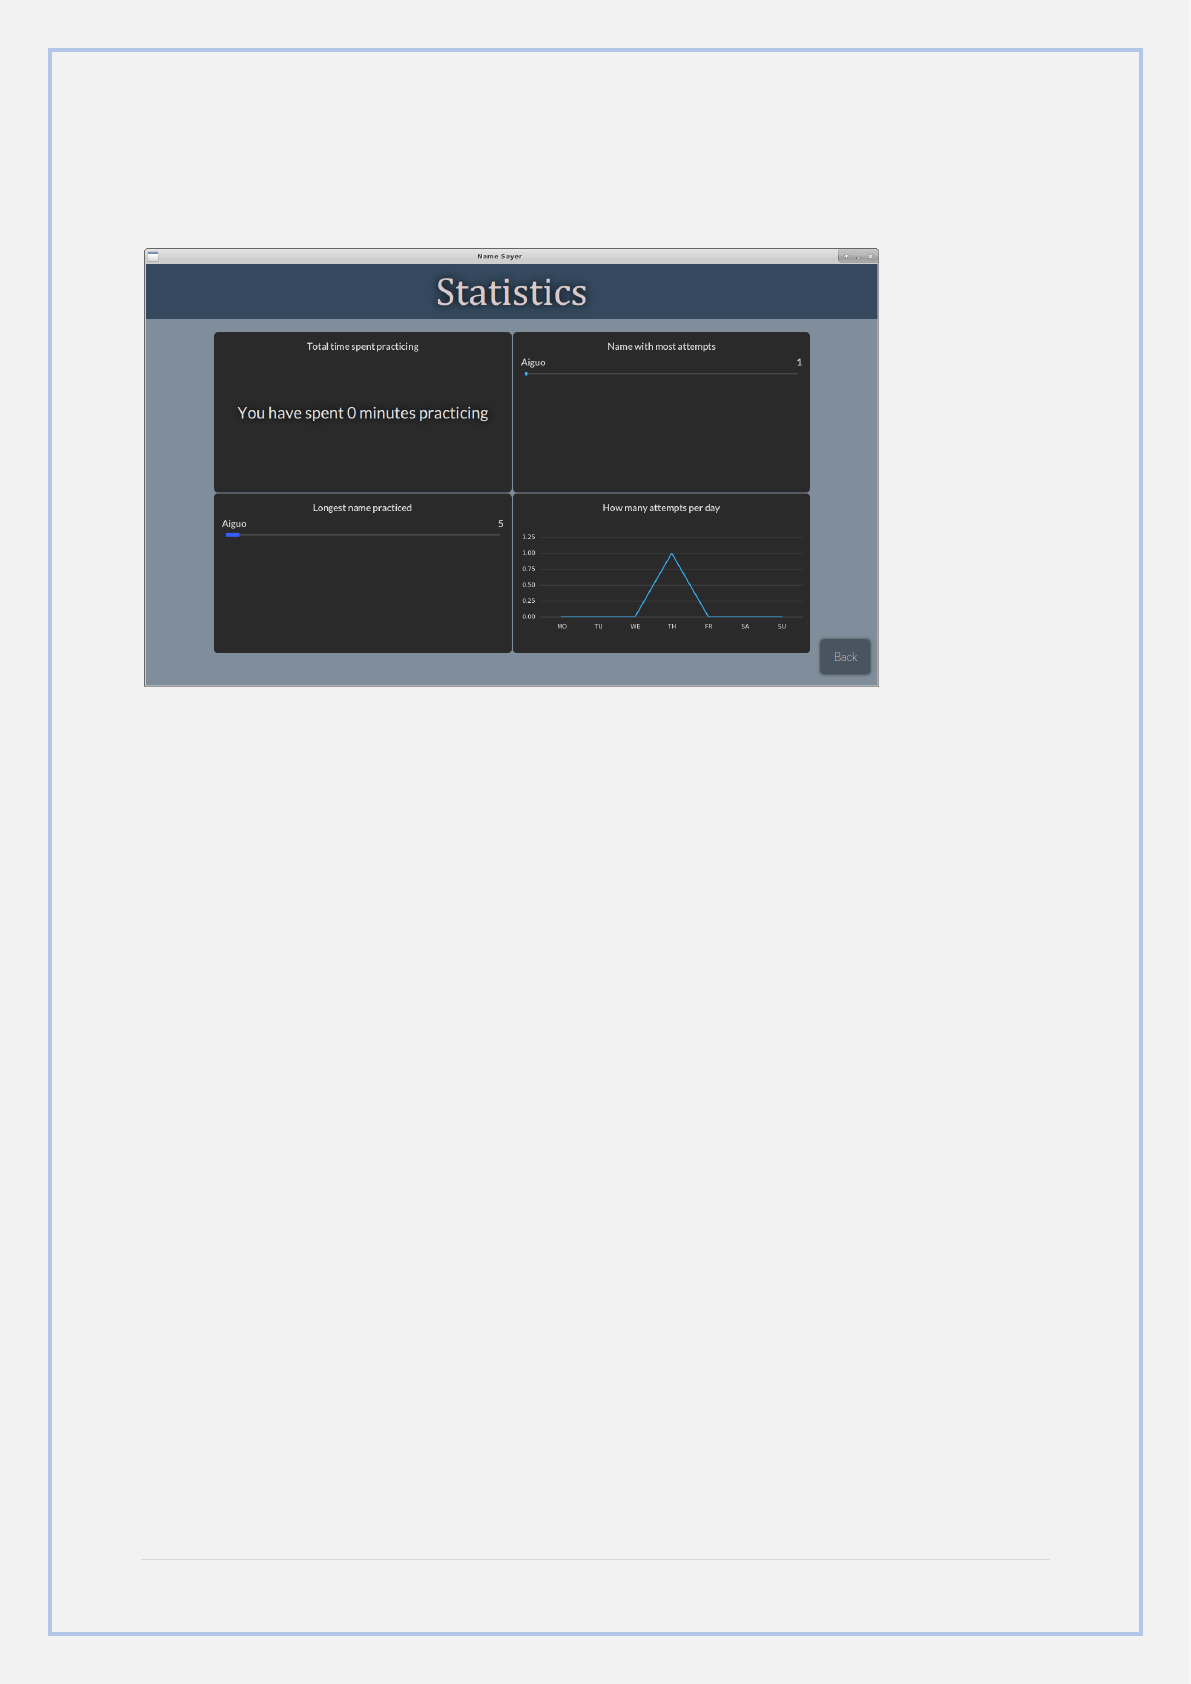 Name Sayer
Statistics
Total time spent practicing
You have spent 0 minutes practicing
Name with most attempts
Aiguo 1
Longest name practiced
Aiguo 5
How many attempts per day
1.25
1.00
0.75
0.50
0.25
0.00
MO TU WE TH FR SA SU
Back